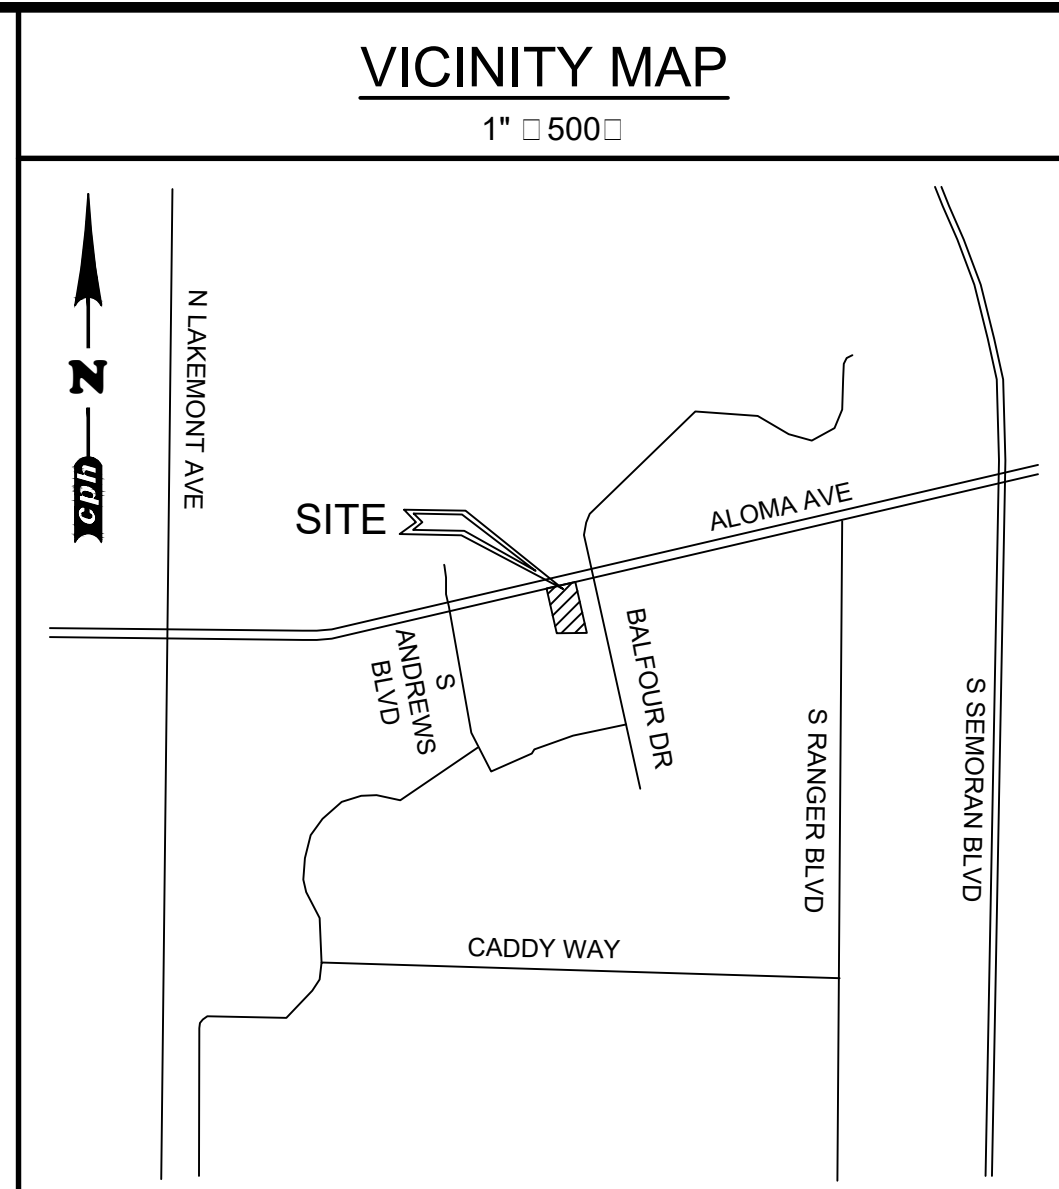 VICINITY MAP
1" □ 500□
N LAKEMONT AVE
N
cph
SITE
ALOMA AVE
S
ANDREWS
BLVD
BALFOUR DR
S RANGER BLVD
S SEMORAN BLVD
CADDY WAY